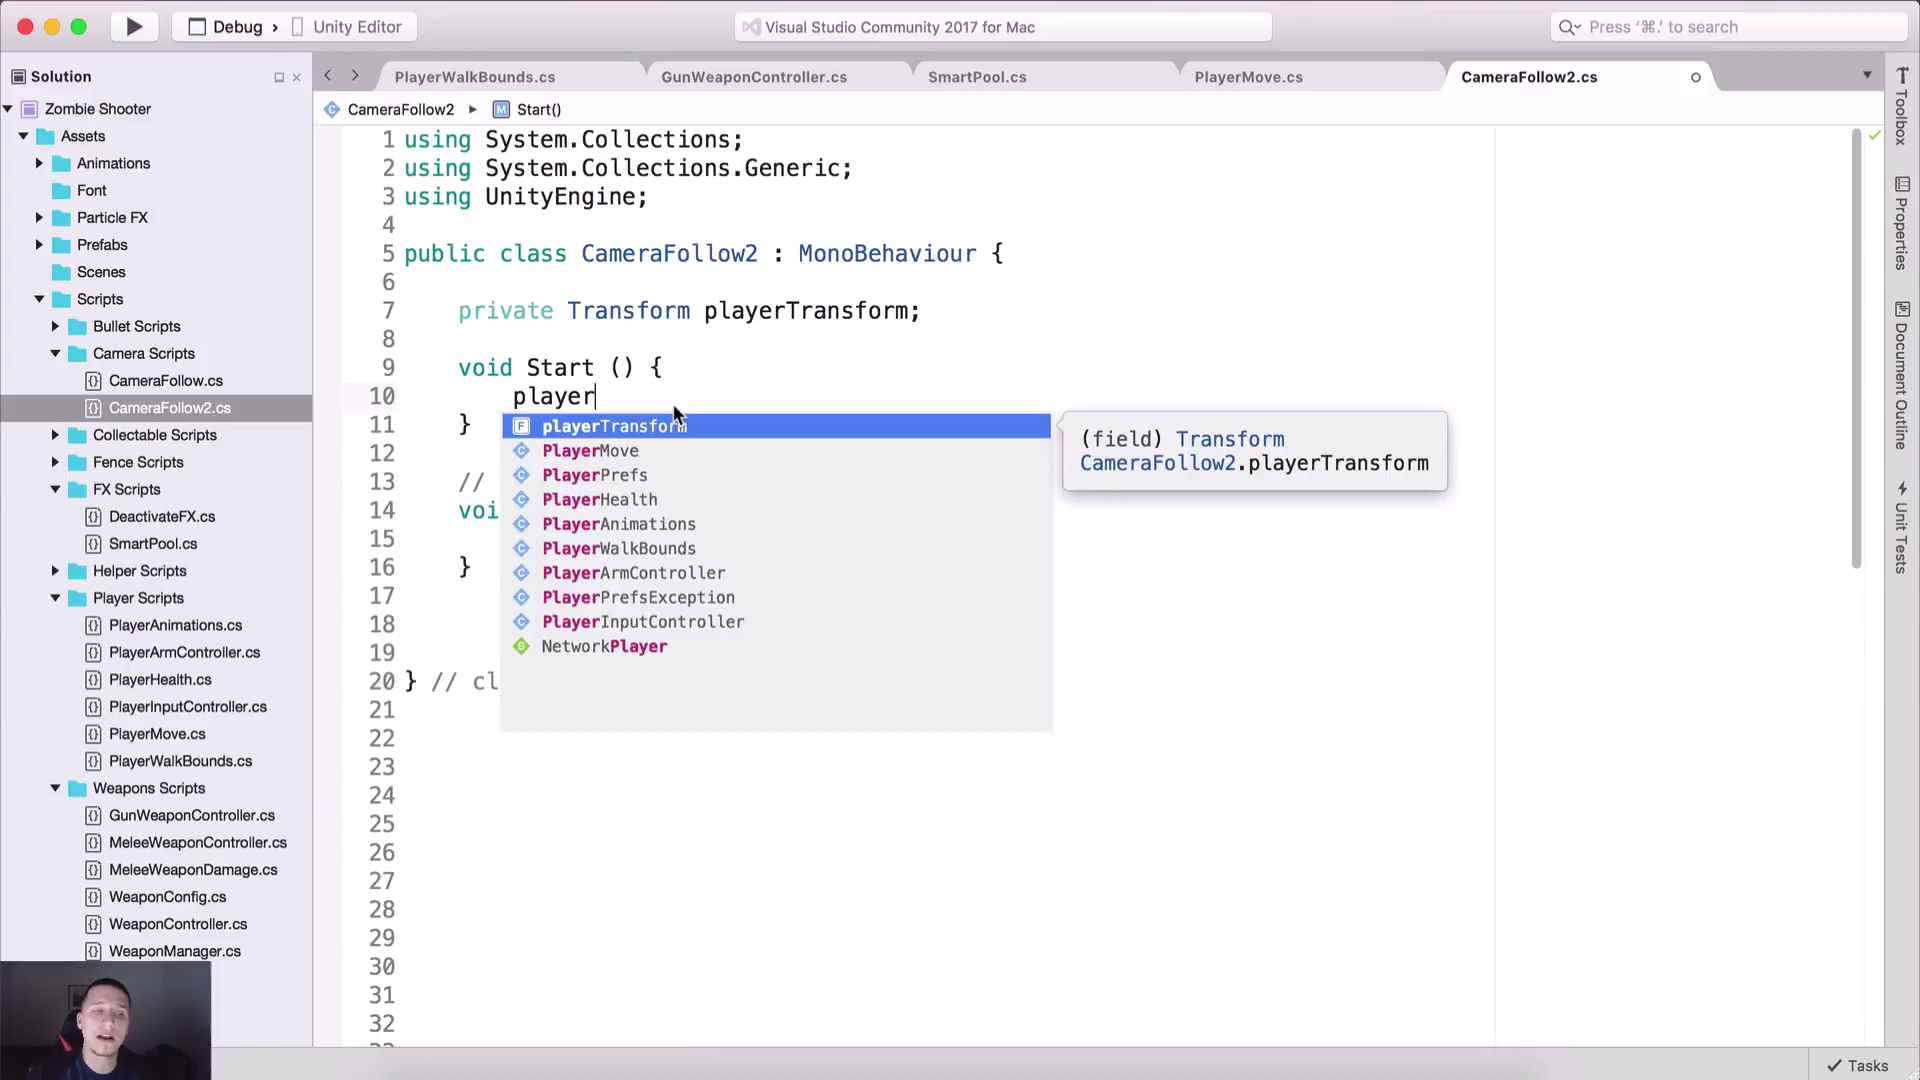 Debug › Unity Editor
Visual Studio Community 2017 for Mac
Press ‘⌘.’ to search
Solution
PlayerWalkBounds.cs
GunWeaponController.cs
SmartPool.cs
PlayerMove.cs
CameraFollow2.cs
CameraFollow2 ▸ M Start()
Zombie Shooter
Assets
Animations
Font
Particle FX
Prefabs
Scenes
Scripts
Bullet Scripts
Camera Scripts
CameraFollow.cs
CameraFollow2.cs
Collectable Scripts
Fence Scripts
FX Scripts
DeactivateFX.cs
SmartPool.cs
Helper Scripts
Player Scripts
PlayerAnimations.cs
PlayerArmController.cs
PlayerHealth.cs
PlayerInputController.cs
PlayerMove.cs
PlayerWalkBounds.cs
Weapons Scripts
GunWeaponController.cs
MeleeWeaponController.cs
MeleeWeaponDamage.cs
WeaponConfig.cs
WeaponController.cs
WeaponManager.cs
1 using System.Collections;
2 using System.Collections.Generic;
3 using UnityEngine;
4
5 public class CameraFollow2 : MonoBehaviour {
6
7 private Transform playerTransform;
8
9 void Start () {
10 player
11 }
12
13 //
14 voi
15
16 }
17
18
19
20 } // cl
21
22
23
24
25
26
27
28
29
30
31
32
F playerTransform
C PlayerMove
C PlayerPrefs
C PlayerHealth
C PlayerAnimations
C PlayerWalkBounds
C PlayerArmController
C PlayerPrefsException
C PlayerInputController
S NetworkPlayer
(field) Transform
CameraFollow2.playerTransform
Toolbox
Properties
Document Outline
Unit Tests
Tasks